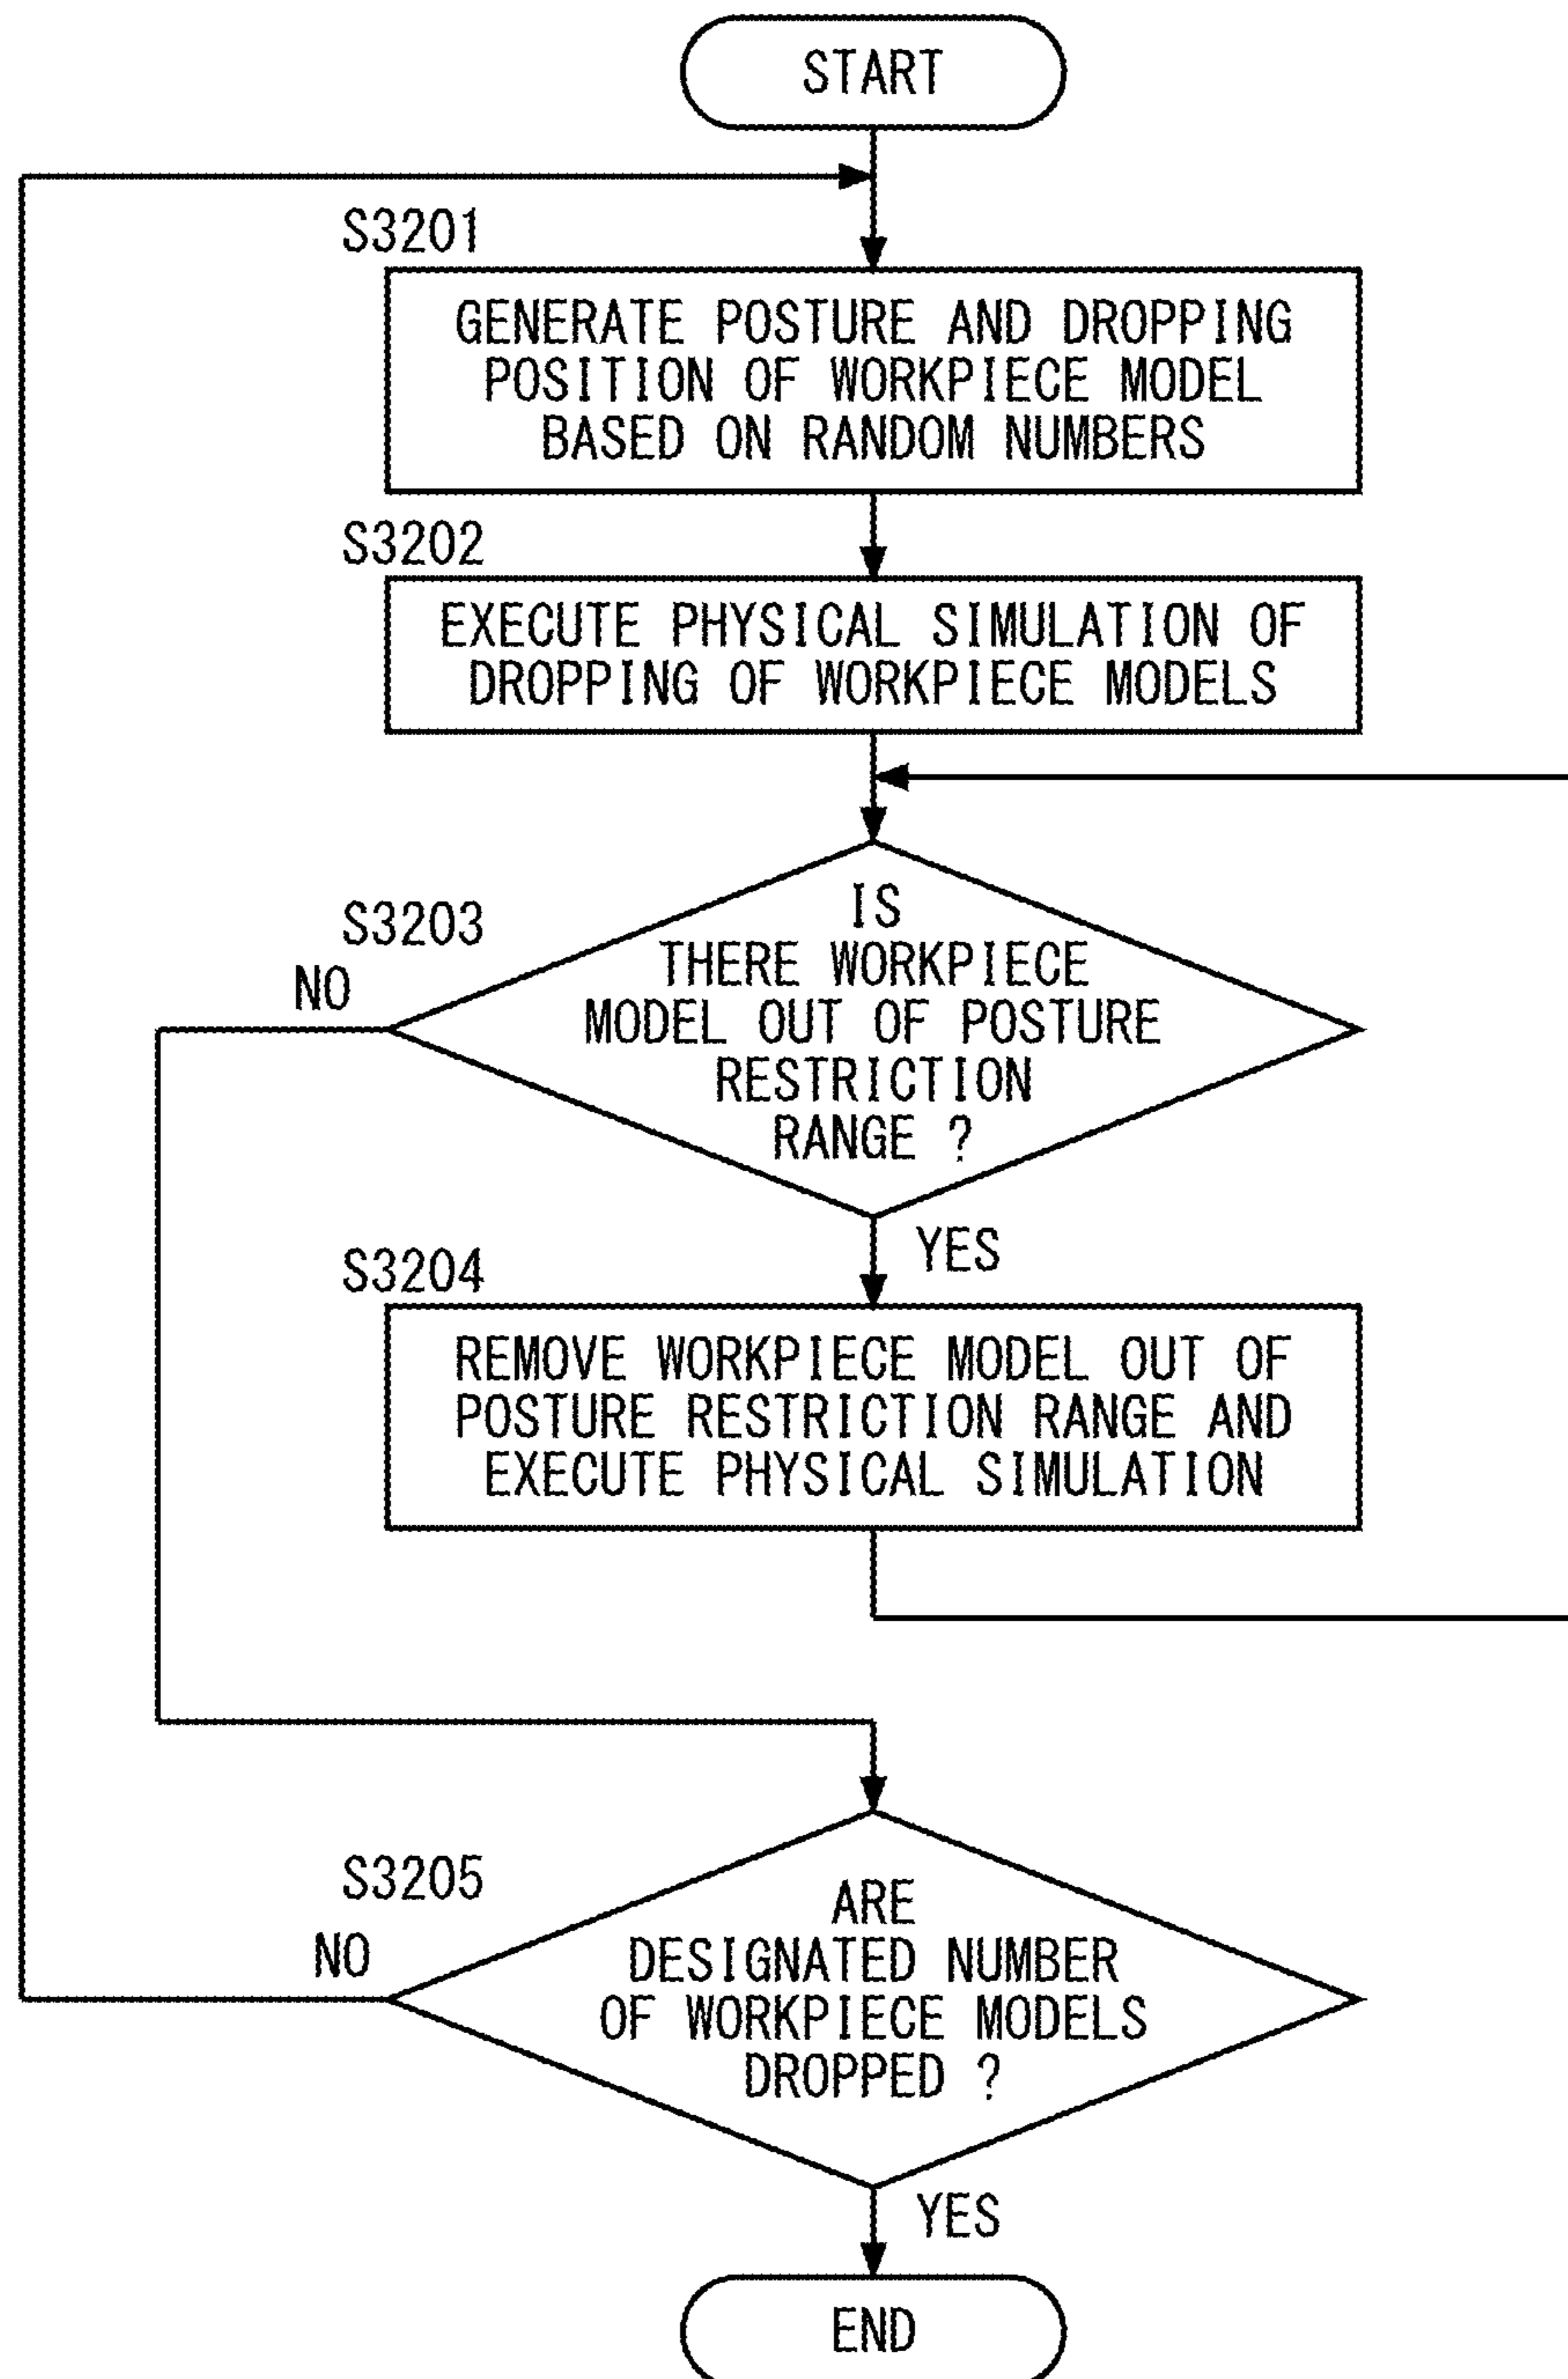 START
S3201
GENERATE POSTURE AND DROPPING
POSITION OF WORKPIECE MODEL
BASED ON RANDOM NUMBERS
S3202
EXECUTE PHYSICAL SIMULATION OF
DROPPING OF WORKPIECE MODELS
S3203
NO
IS
THERE WORKPIECE
MODEL OUT OF POSTURE
RESTRICTION
RANGE ?
YES
S3204
REMOVE WORKPIECE MODEL OUT OF
POSTURE RESTRICTION RANGE AND
EXECUTE PHYSICAL SIMULATION
S3205
NO
ARE
DESIGNATED NUMBER
OF WORKPIECE MODELS
DROPPED ?
YES
END